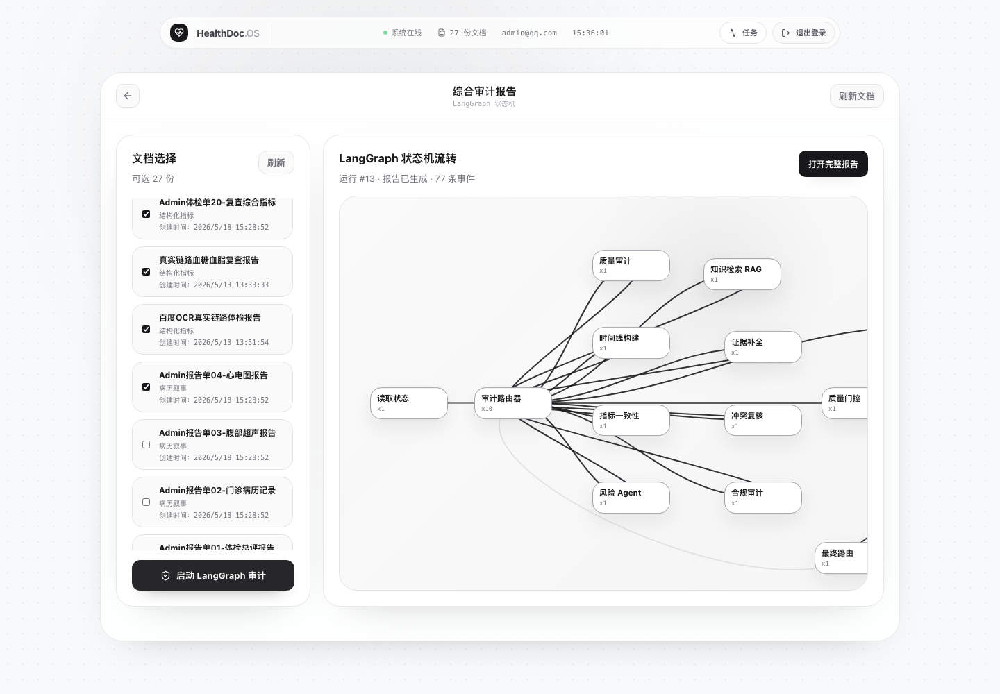 HealthDoc.OS
系统在线
27 份文档
admin@qq.com
15:36:01
任务
退出登录
综合审计报告
LangGraph 状态机
刷新文档
文档选择
刷新
可选 27 份
Admin体检单20-复查综合指标
结构化指标
创建时间：2026/5/18 15:28:52
真实链路血糖血脂复查报告
结构化指标
创建时间：2026/5/13 13:33:33
百度OCR真实链路体检报告
结构化指标
创建时间：2026/5/13 13:51:54
Admin报告单04-心电图报告
病历叙事
创建时间：2026/5/18 15:28:52
Admin报告单03-腹部超声报告
病历叙事
创建时间：2026/5/18 15:28:52
Admin报告单02-门诊病历记录
病历叙事
创建时间：2026/5/18 15:28:52
Admin报告单01-体检总评报告
启动 LangGraph 审计
LangGraph 状态机流转
运行 #13 · 报告已生成 · 77 条事件
打开完整报告
质量审计
x1
知识检索 RAG
x1
时间线构建
x1
证据补全
x1
读取状态
x1
审计路由器
x10
质量门控
x1
指标一致性
x1
冲突复核
x1
风险 Agent
x1
合规审计
x1
最终路由
x1